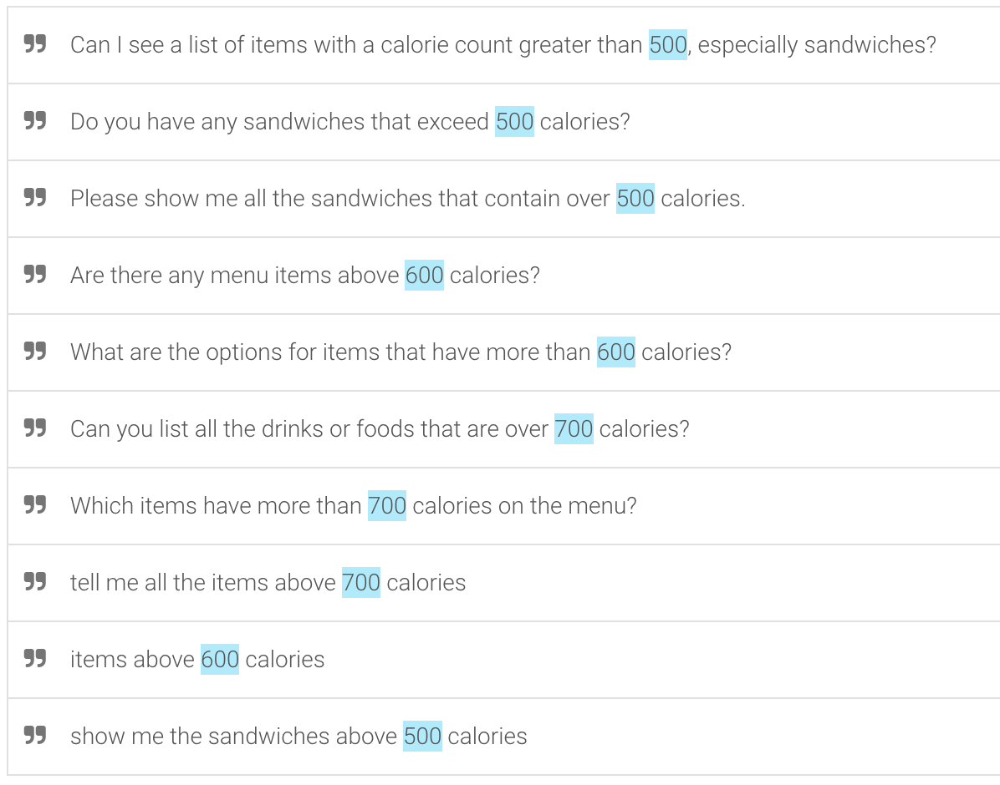 Can I see a list of items with a calorie count greater than 500, especially sandwiches?
Do you have any sandwiches that exceed 500 calories?
Please show me all the sandwiches that contain over 500 calories.
Are there any menu items above 600 calories?
What are the options for items that have more than 600 calories?
Can you list all the drinks or foods that are over 700 calories?
Which items have more than 700 calories on the menu?
tell me all the items above 700 calories
items above 600 calories
show me the sandwiches above 500 calories